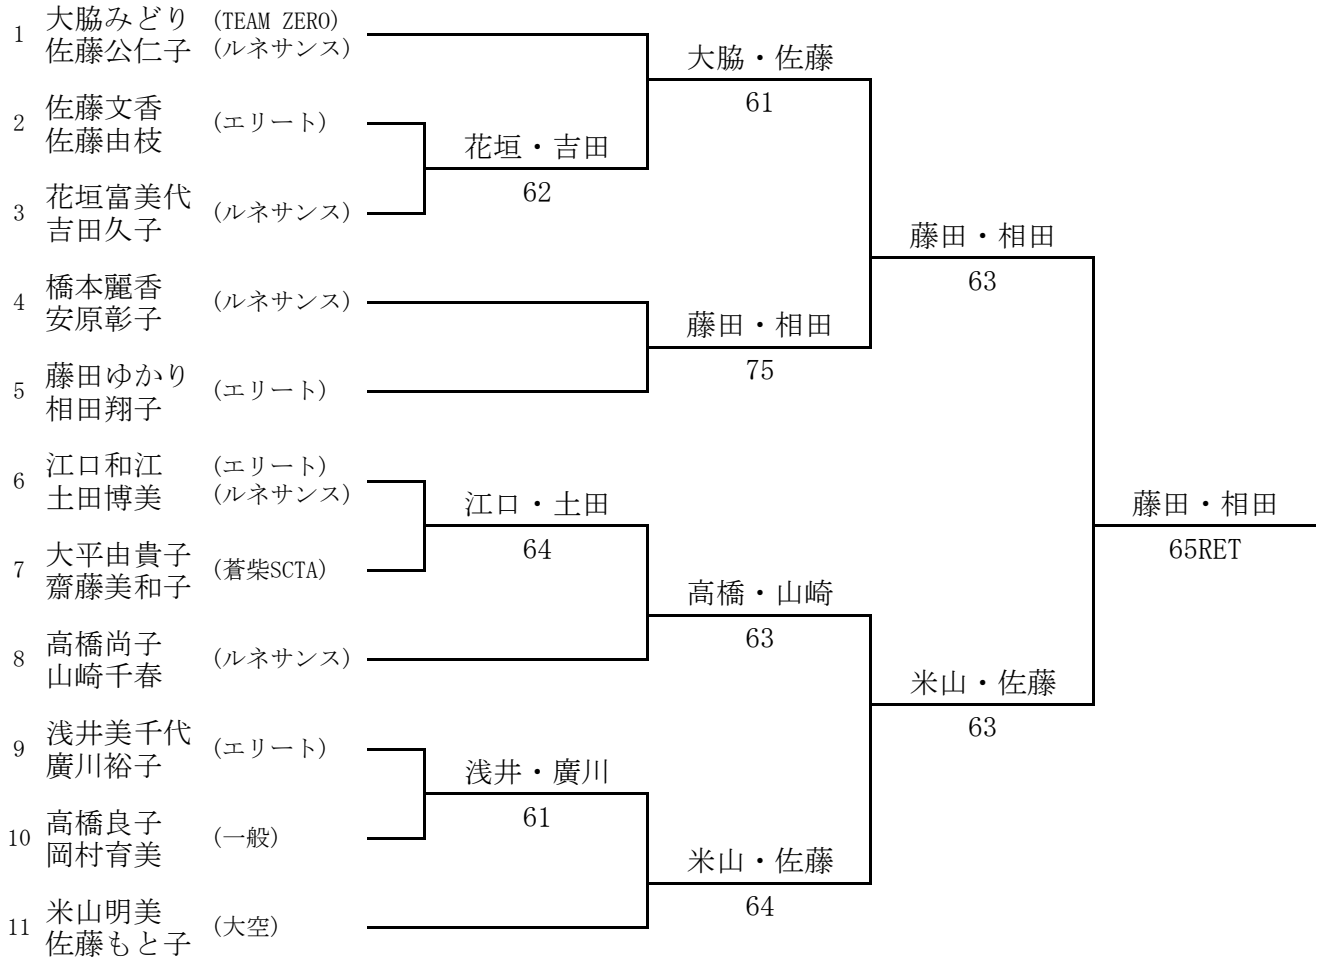 1 大脇みどり (TEAM ZERO)
佐藤公仁子 (ルネサンス)
大脇・佐藤
61
2 佐藤文香 (エリート)
佐藤由枝
花垣・吉田
62
3 花垣富美代 (ルネサンス)
吉田久子
藤田・相田
63
4 橋本麗香 (ルネサンス)
安原彰子
藤田・相田
75
5 藤田ゆかり (エリート)
相田翔子
6 江口和江 (エリート)
土田博美 (ルネサンス)
江口・土田
64
藤田・相田
65RET
7 大平由貴子 (蒼柴SCTA)
齋藤美和子
高橋・山崎
63
8 高橋尚子 (ルネサンス)
山崎千春
米山・佐藤
63
9 浅井美千代 (エリート)
廣川裕子
浅井・廣川
61
10 高橋良子 (一般)
岡村育美
米山・佐藤
64
11 米山明美 (大空)
佐藤もと子